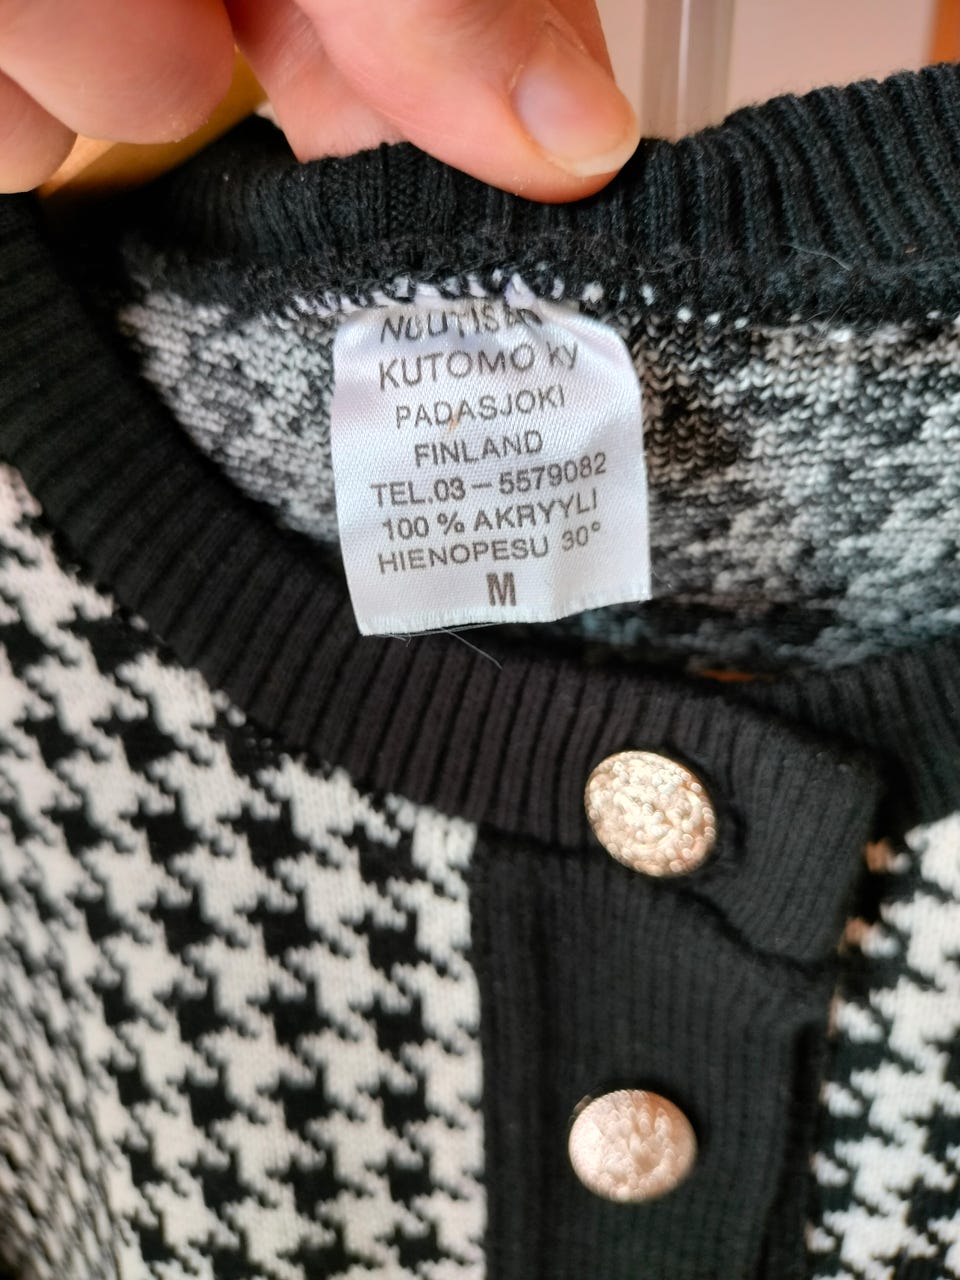 KUTOMO Ky
PADASJOKI
FINLAND
TEL.03-5579082
100 % AKRYYLI
HIENOPESU 30°
M